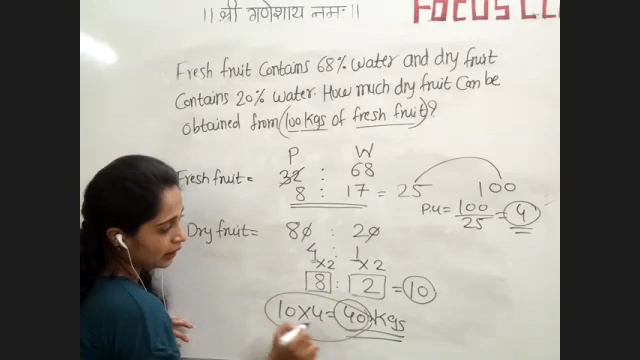 ।। श्री गणेशाय नमः ।।
FOCUS CL
Fresh fruit contains 68% water and dry fruit
contains 20% water. How much dry fruit can be
obtained from (100 kgs of fresh fruit)?
P W
Fresh fruit = 32 : 68
8 : 17 = 25 100
P.u = 100/25 = 4
Dry fruit = 80 : 20
4 : 1
×2 ×2
8 : 2 = 10
10×4 = 40 kgs